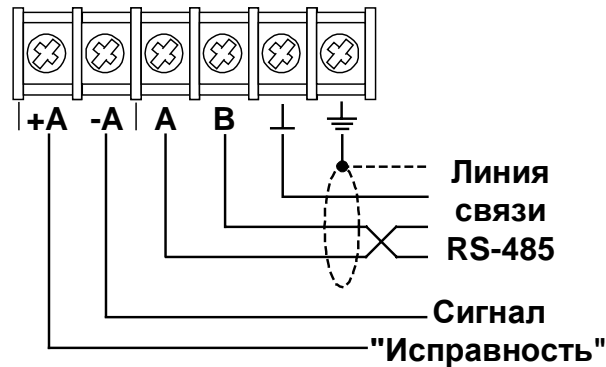 +A -A A B ⊥ ⏚
Линия
связи
RS-485
Сигнал
"Исправность"